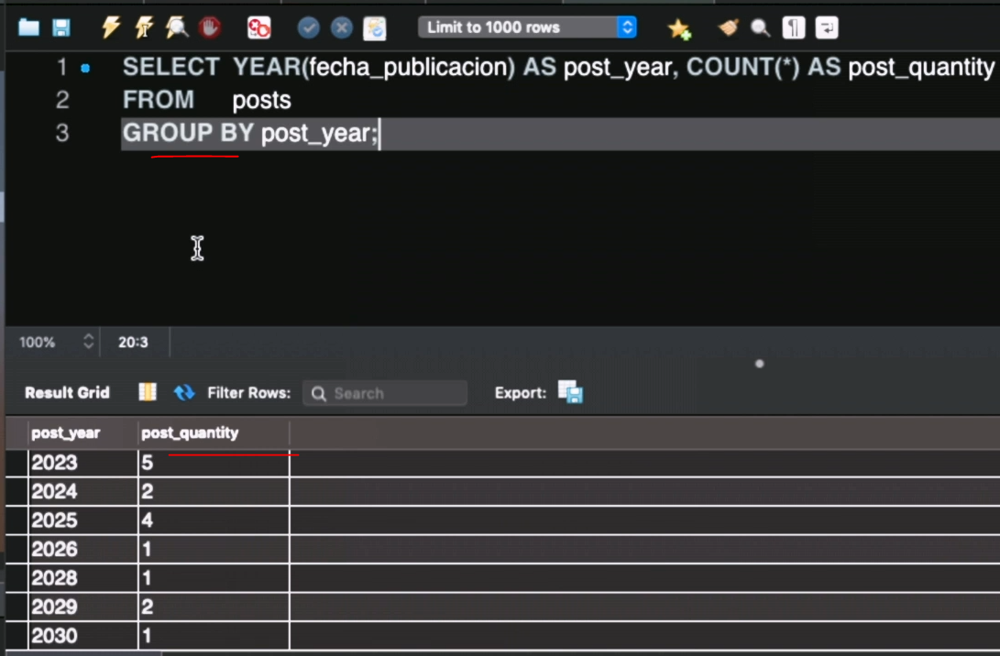 Limit to 1000 rows
1 SELECT YEAR(fecha_publicacion) AS post_year, COUNT(*) AS post_quantity
2 FROM posts
3 GROUP BY post_year;
100% 20:3
Result Grid Filter Rows: Search Export:
post_year post_quantity
2023 5
2024 2
2025 4
2026 1
2028 1
2029 2
2030 1